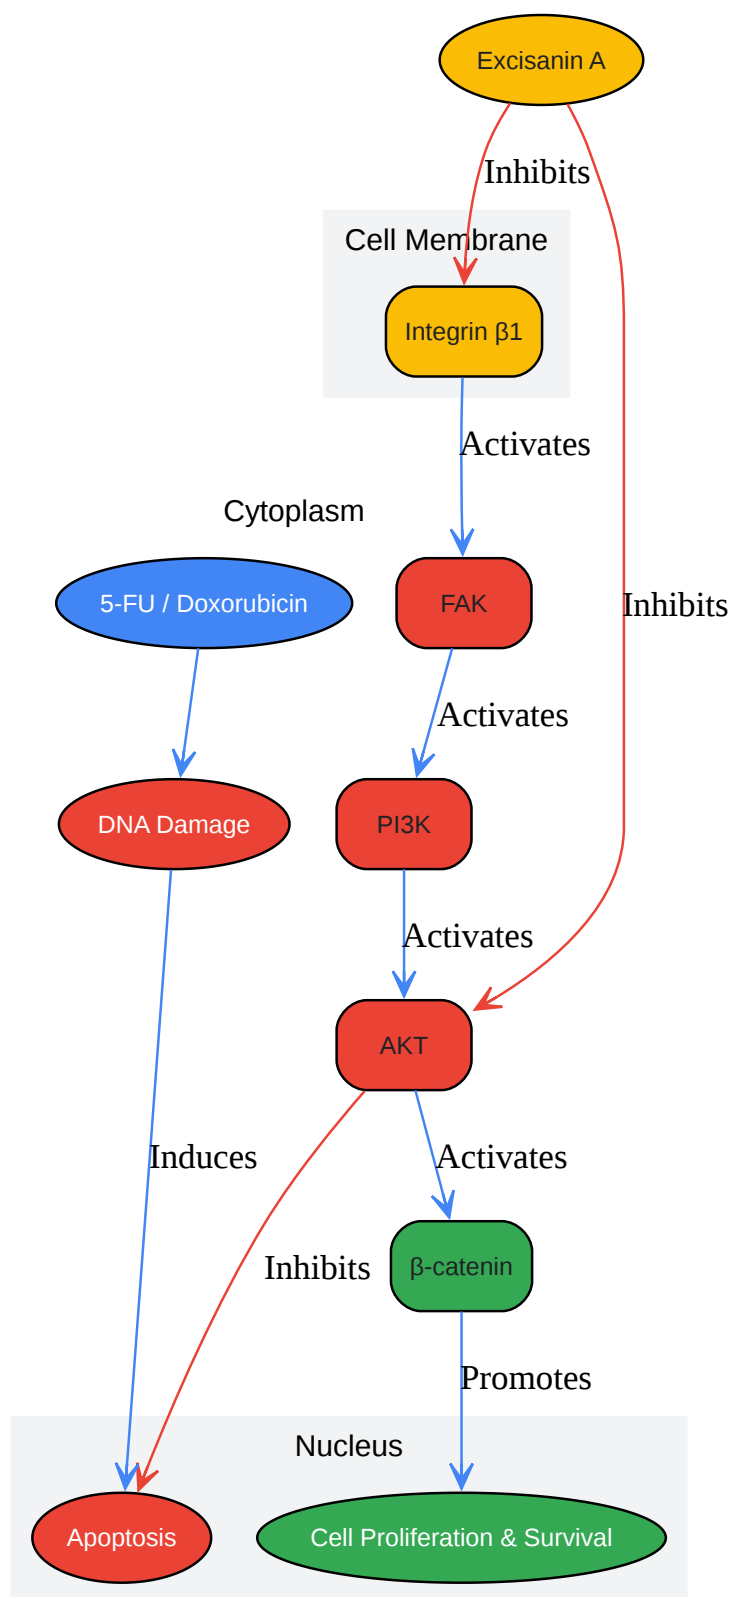 Excisanin A
Inhibits
Cell Membrane
Integrin β1
Activates
Cytoplasm
5-FU / Doxorubicin
FAK
Inhibits
Activates
DNA Damage
PI3K
Activates
AKT
Induces
Activates
Inhibits
β-catenin
Promotes
Nucleus
Apoptosis
Cell Proliferation & Survival